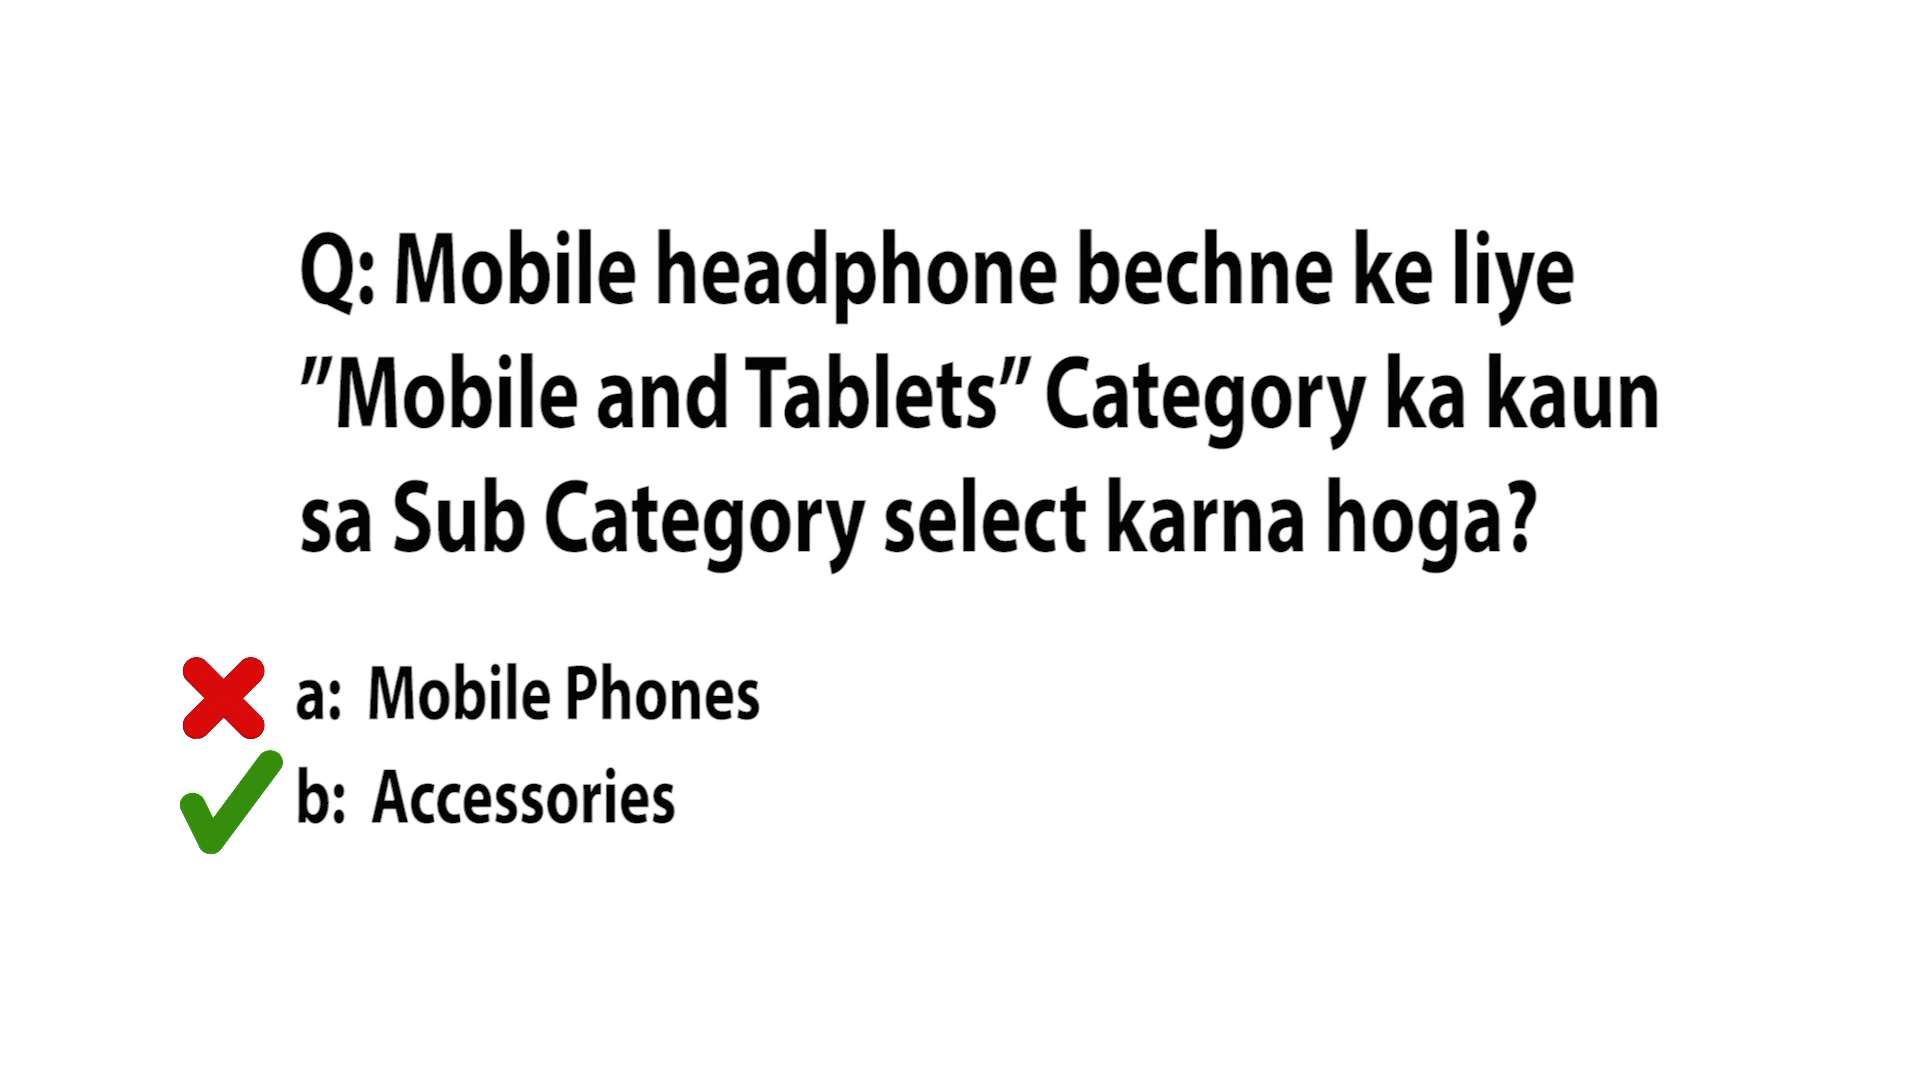 Q: Mobile headphone bechne ke liye
”Mobile and Tablets” Category ka kaun
sa Sub Category select karna hoga?
a: Mobile Phones
b: Accessories